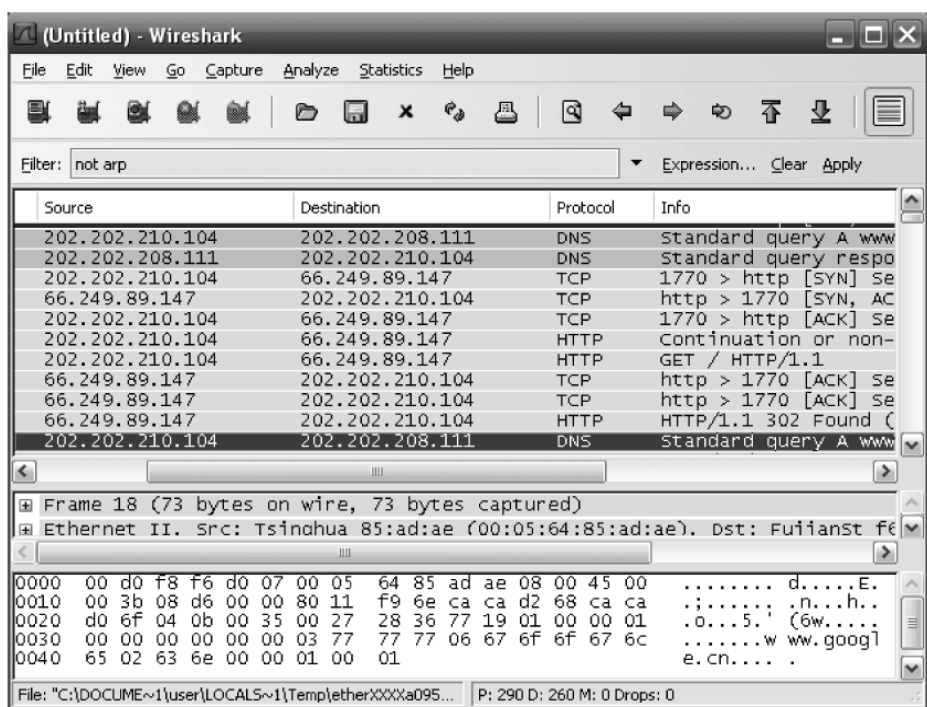 (Untitled) - Wireshark
File Edit View Go Capture Analyze Statistics Help
Filter: not arp Expression... Clear Apply
Source Destination Protocol Info
202.202.210.104 202.202.208.111 DNS Standard query A www
202.202.208.111 202.202.210.104 DNS Standard query respo
202.202.210.104 66.249.89.147 TCP 1770 > http [SYN] Se
66.249.89.147 202.202.210.104 TCP http > 1770 [SYN, AC
202.202.210.104 66.249.89.147 TCP 1770 > http [ACK] Se
202.202.210.104 66.249.89.147 HTTP Continuation or non-
202.202.210.104 66.249.89.147 HTTP GET / HTTP/1.1
66.249.89.147 202.202.210.104 TCP http > 1770 [ACK] Se
66.249.89.147 202.202.210.104 TCP http > 1770 [ACK] Se
66.249.89.147 202.202.210.104 HTTP HTTP/1.1 302 Found (
202.202.210.104 202.202.208.111 DNS Standard query A www
Frame 18 (73 bytes on wire, 73 bytes captured)
Ethernet II, Src: Tsinghua 85:ad:ae (00:05:64:85:ad:ae), Dst: FujianSt f6
0000 00 d0 f8 f6 d0 07 00 05 64 85 ad ae 08 00 45 00 ........ d.....E.
0010 00 3b 08 d6 00 00 80 11 f9 6e ca ca d2 68 ca ca .;...... .n...h..
0020 d0 6f 04 0b 00 35 00 27 28 36 77 19 01 00 00 01 .o...5.' (6w.....
0030 00 00 00 00 00 00 03 77 77 77 06 67 6f 6f 67 6c .......w ww.googl
0040 65 02 63 6e 00 00 01 00 01 e.cn.... .
File: "C:\DOCUME~1\user\LOCALS~1\Temp\etherXXXXa095... P: 290 D: 260 M: 0 Drops: 0